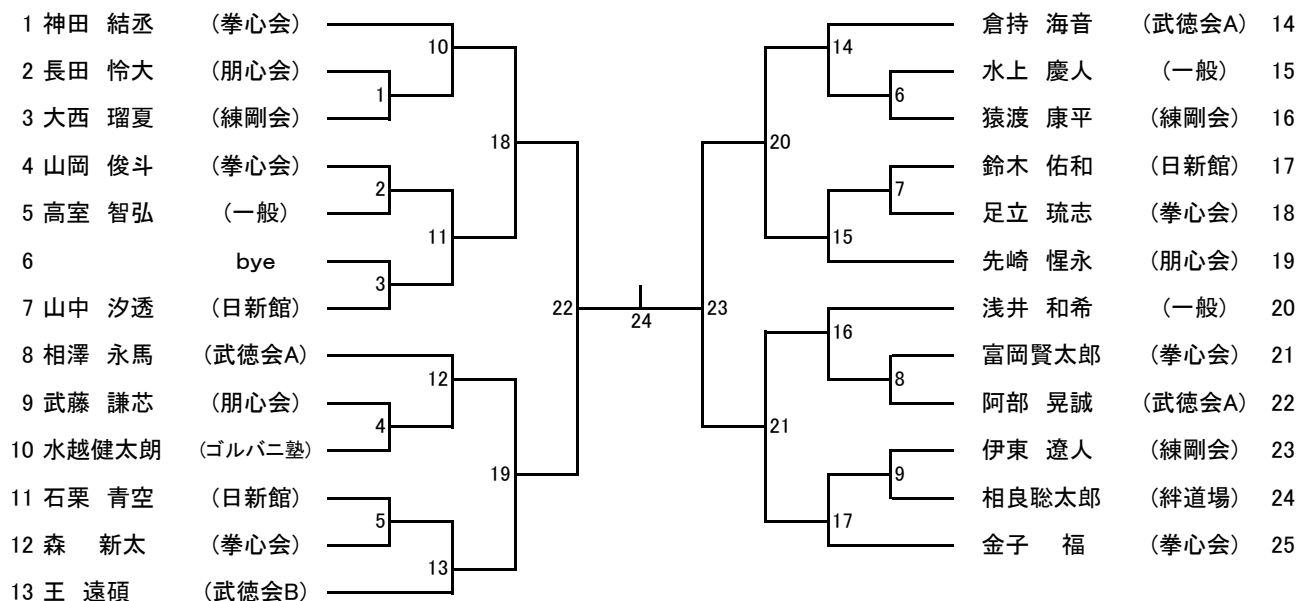 1 神田 結丞 (拳心会)
2 長田 怜大 (朋心会)
3 大西 瑠夏 (練剛会)
4 山岡 俊斗 (拳心会)
5 高室 智弘 (一般)
6 bye
7 山中 汐透 (日新館)
8 相澤 永馬 (武徳会A)
9 武藤 謙芯 (朋心会)
10 水越健太朗 (ゴルバニ塾)
11 石栗 青空 (日新館)
12 森 新太 (拳心会)
13 王 遠碩 (武徳会B)
10
1
18
2
11
3
22
12
4
19
5
13
24
23
14
6
20
7
15
16
8
21
9
17
倉持 海音 (武徳会A) 14
水上 慶人 (一般) 15
猿渡 康平 (練剛会) 16
鈴木 佑和 (日新館) 17
足立 琉志 (拳心会) 18
先崎 惺永 (朋心会) 19
浅井 和希 (一般) 20
富岡賢太郎 (拳心会) 21
阿部 晃誠 (武徳会A) 22
伊東 遼人 (練剛会) 23
相良聡太郎 (絆道場) 24
金子 福 (拳心会) 25